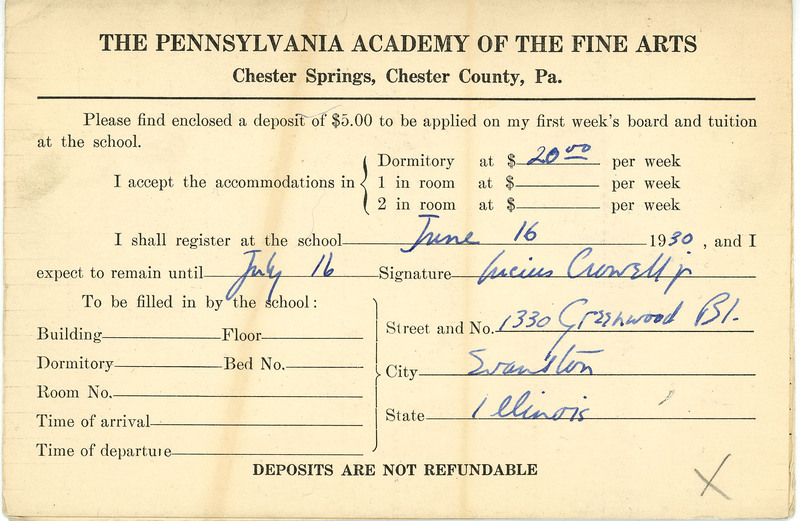 THE PENNSYLVANIA ACADEMY OF THE FINE ARTS
Chester Springs, Chester County, Pa.
Please find enclosed a deposit of $5.00 to be applied on my first week's board and tuition
at the school.
I accept the accommodations in { Dormitory at $ 20.00 per week
1 in room at $ per week
2 in room at $ per week
I shall register at the school June 16 1930, and I
expect to remain until July 16 Signature Lucius Crowell jr
To be filled in by the school:
Street and No. 1330 Greenwood Bl.
Building Floor
Dormitory Bed No.
City Evanston
Room No.
State Illinois
Time of arrival
Time of departure
DEPOSITS ARE NOT REFUNDABLE
X